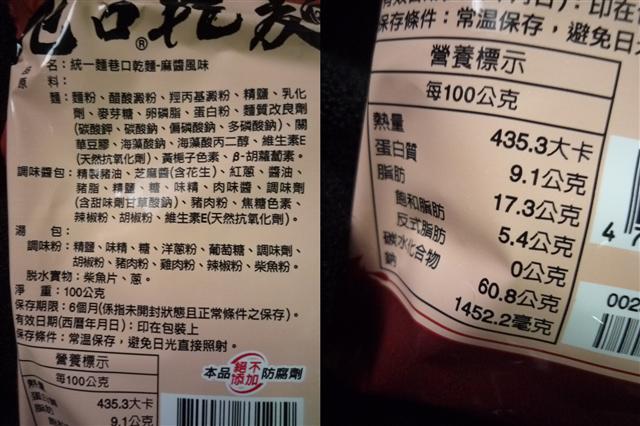 巷口乾麵
®
品名：統一麵巷口乾麵-麻醬風味
原料：
麵：麵粉、醋酸澱粉、羥丙基澱粉、精鹽、乳化
劑、麥芽糖、卵磷脂、蛋白粉、麵質改良劑
(碳酸鉀、碳酸鈉、偏磷酸鈉、多磷酸鈉)、關
華豆膠、海藻酸鈉、海藻酸丙二醇、維生素E
(天然抗氧化劑)、黃梔子色素、β-胡蘿蔔素。
調味醬包：精製豬油、芝麻醬(含花生)、紅蔥、醬油、
豬脂、精鹽、糖、味精、肉味醬、調味劑
(含甜味劑甘草酸鈉)、豬肉粉、焦糖色素、
辣椒粉、胡椒粉、維生素E(天然抗氧化劑)。
湯包：
調味粉：精鹽、味精、糖、洋蔥粉、葡萄糖、調味劑、
胡椒粉、豬肉粉、雞肉粉、辣椒粉、柴魚粉。
脫水實物：柴魚片、蔥。
淨重：100公克
保存期限：6個月(係指未開封狀態且正常條件之保存)。
有效日期(西曆年月日)：印在包裝上
保存條件：常溫保存，避免日光直接照射。
營養標示
每100公克
熱量 435.3大卡
蛋白質 9.1公克
本品絕不添加防腐劑
日)：印在
保存條件：常溫保存，避免日
營養標示
每100公克
熱量 435.3大卡
蛋白質 9.1公克
脂肪 17.3公克
飽和脂肪 5.4公克
反式脂肪 0公克
碳水化合物 60.8公克
鈉 1452.2毫克
4
002